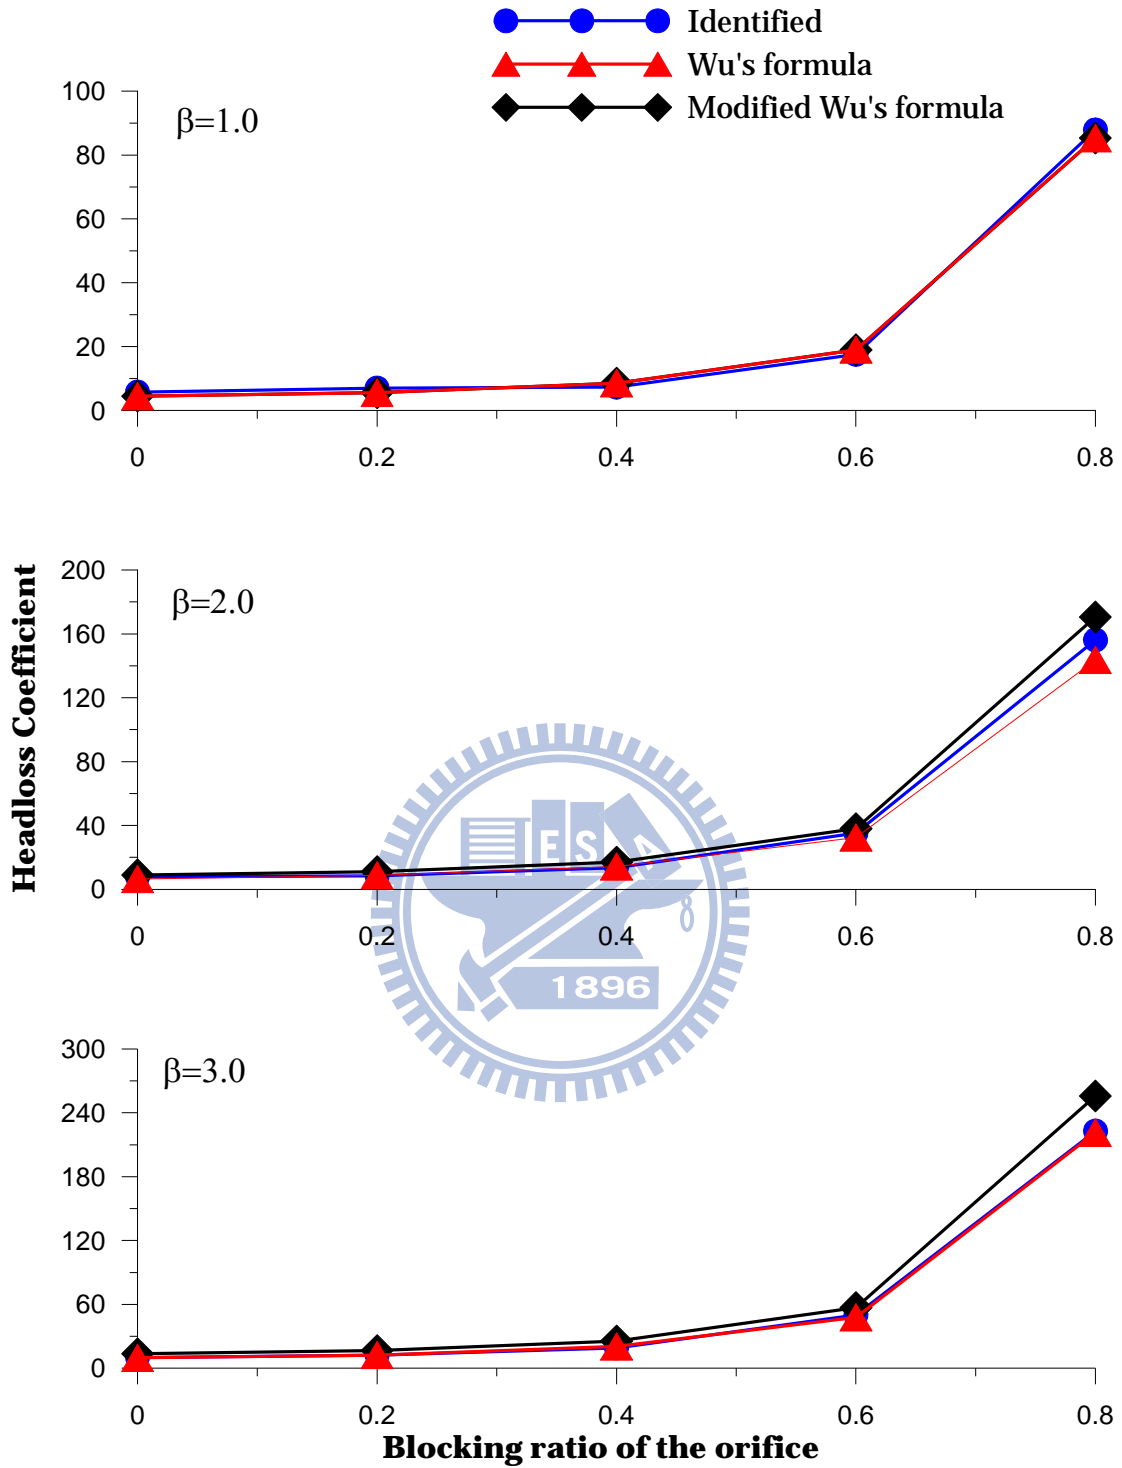 Identified
Wu's formula
Modified Wu's formula
β=1.0
100
80
60
40
20
0
0 0.2 0.4 0.6 0.8
Headloss Coefficient
β=2.0
200
160
120
80
40
0
0 0.2 0.4 0.6 0.8
E S A
1896
β=3.0
300
240
180
120
60
0
0 0.2 0.4 0.6 0.8
Blocking ratio of the orifice